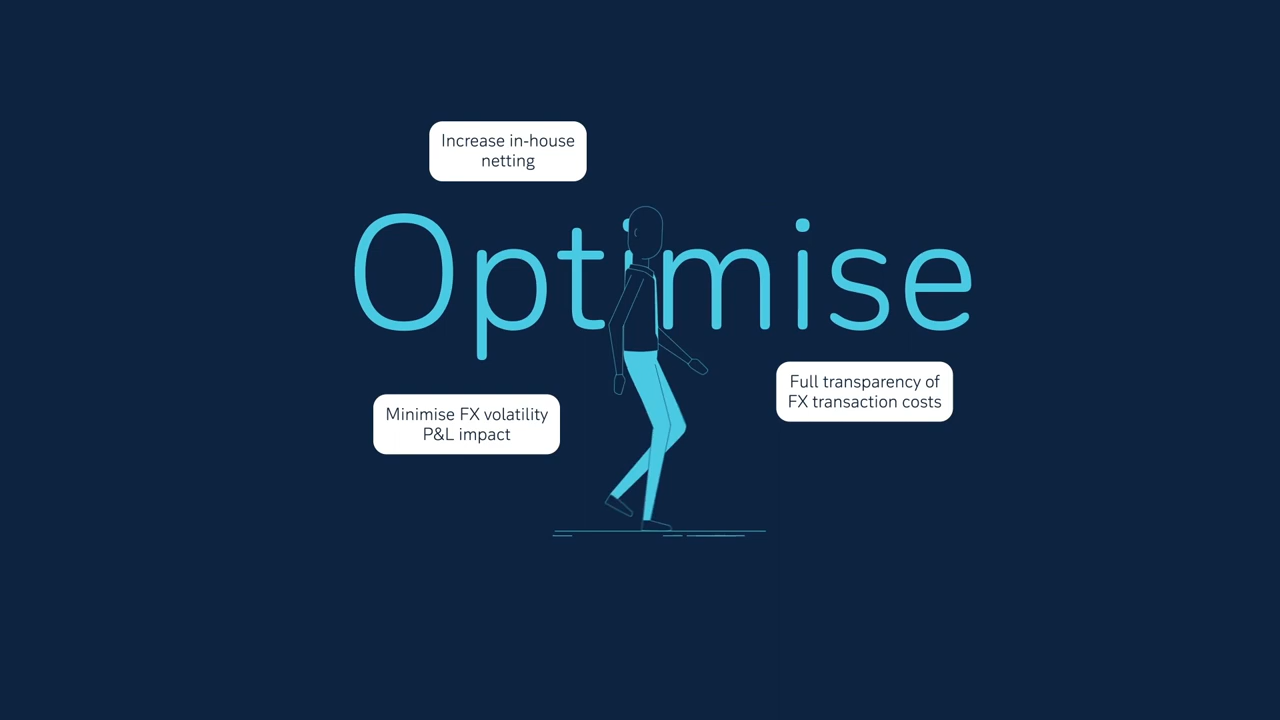 Increase in-house
netting
Optimise
Full transparency of
FX transaction costs
Minimise FX volatility
P&L impact